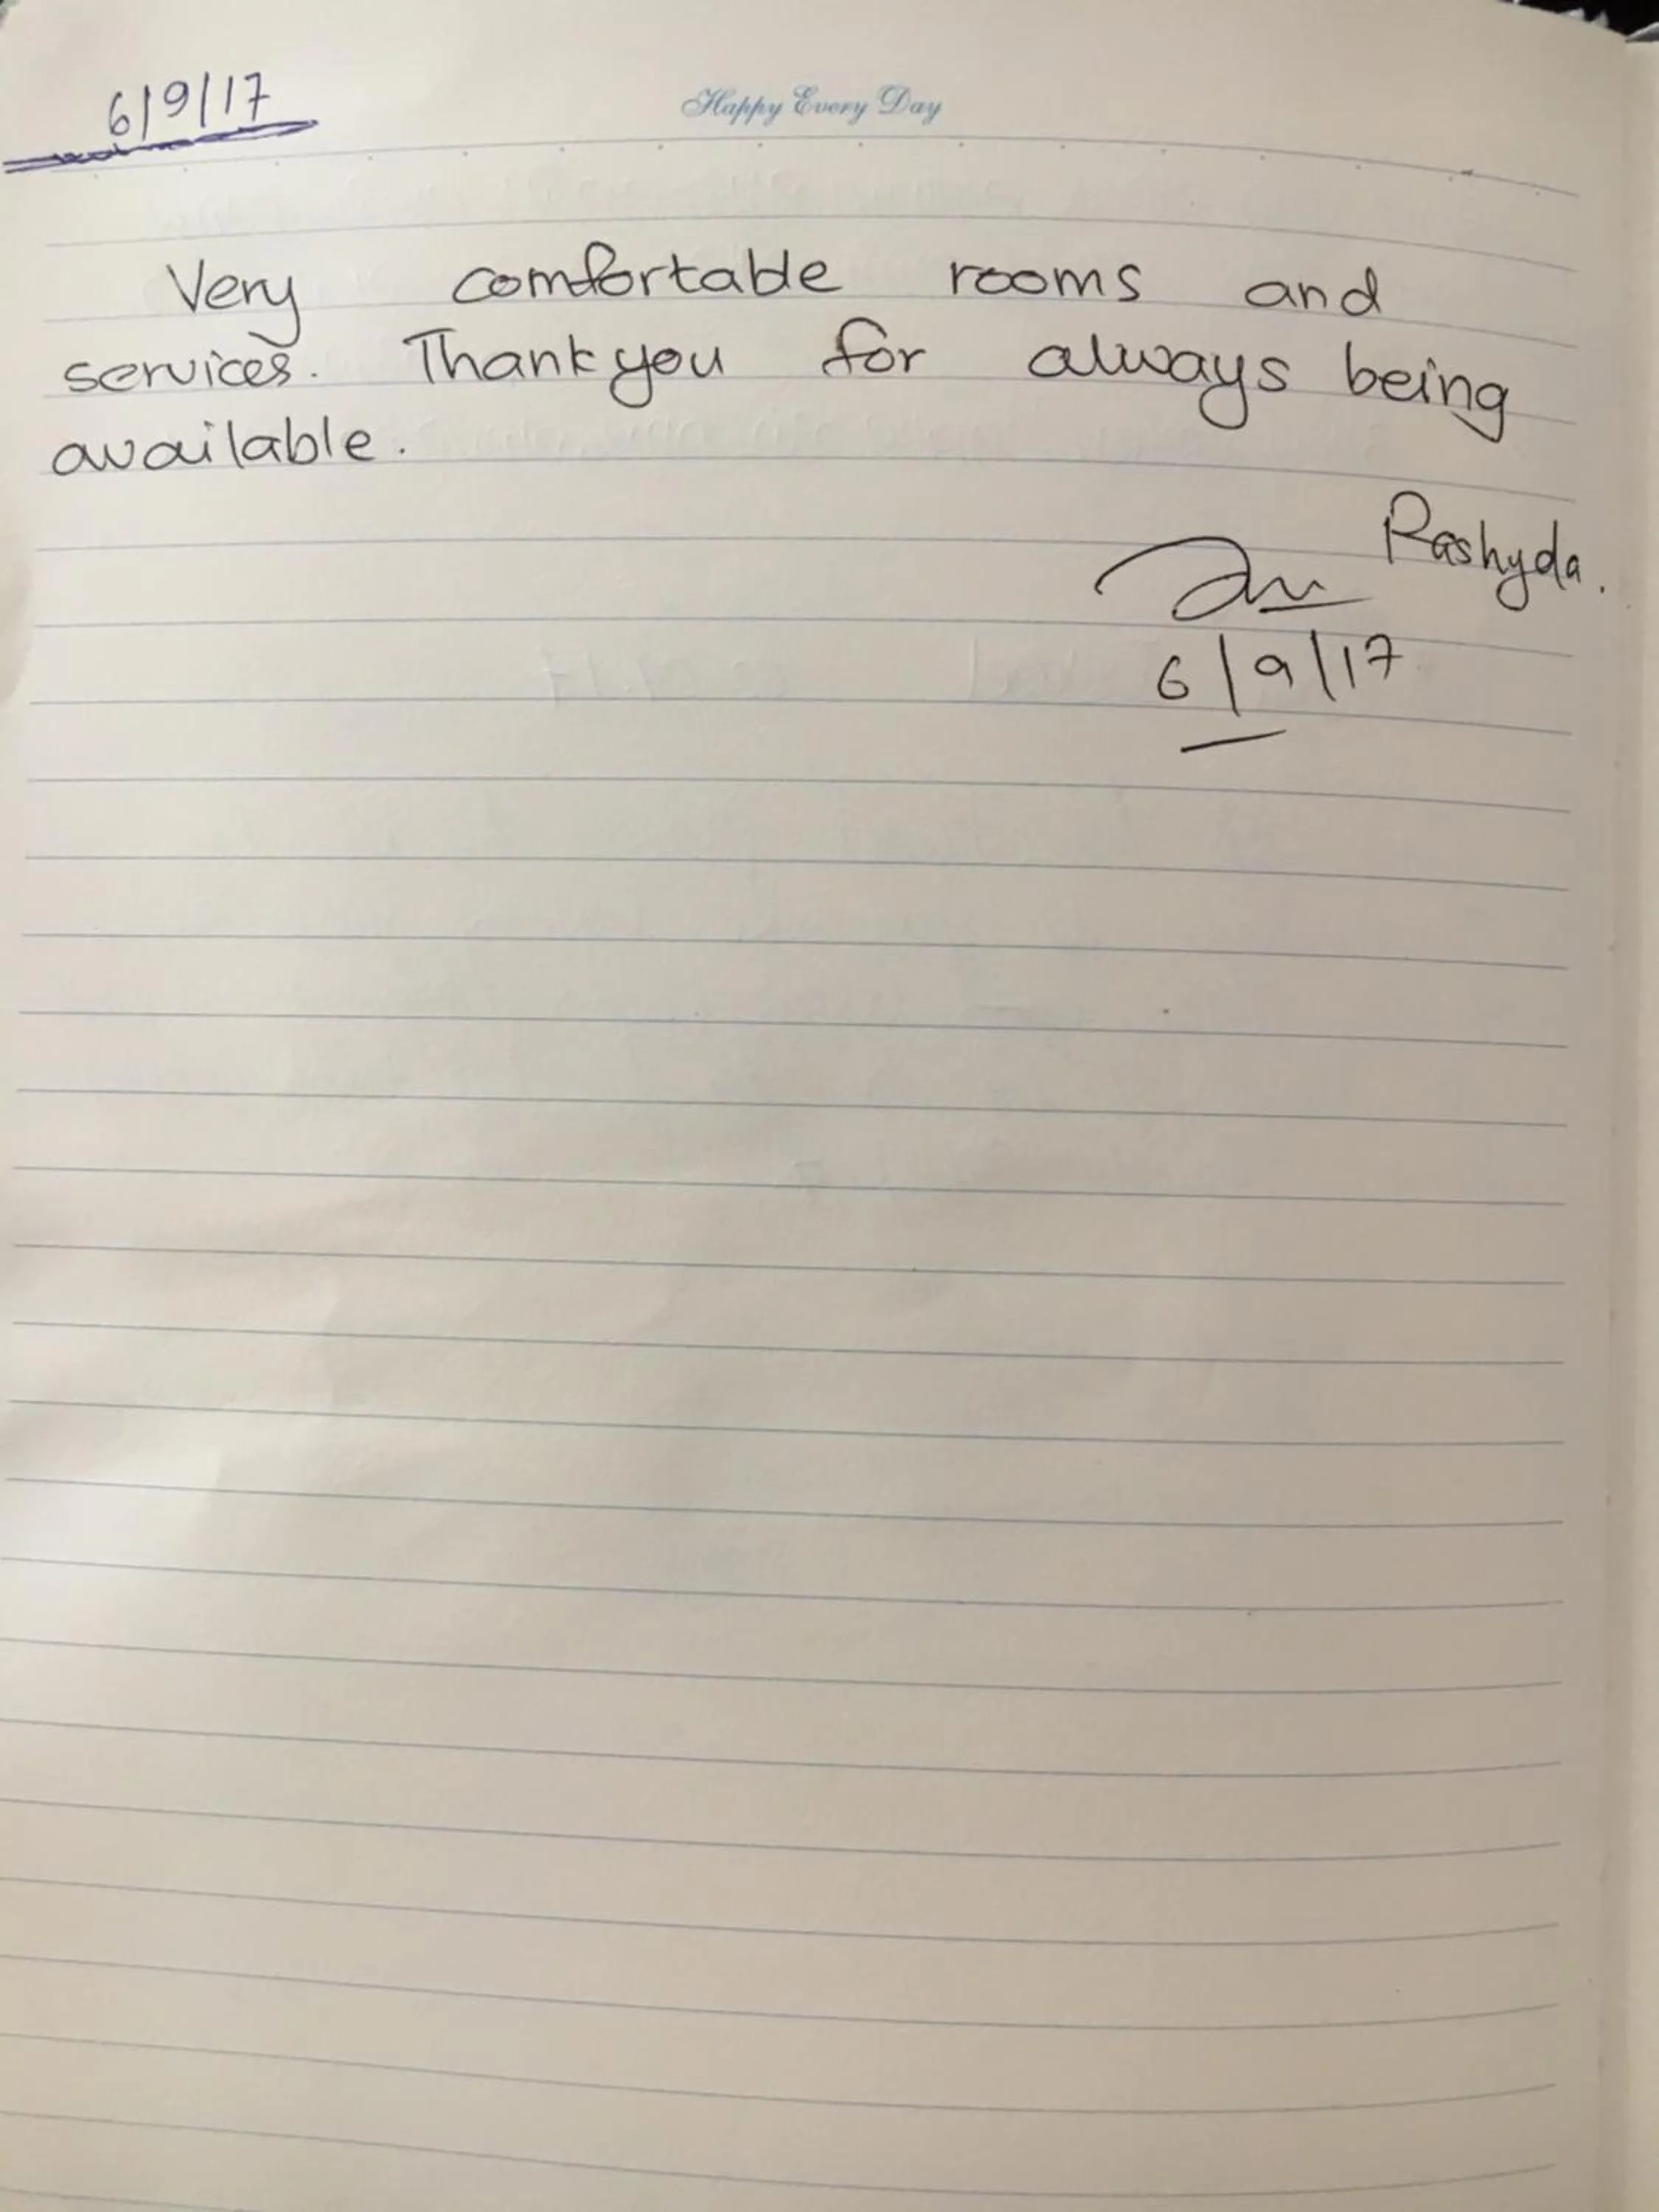 6/9/17
Happy Every Day
Very comfortable rooms and
services. Thank you for always being
available.
Rashyda.
6/9/17